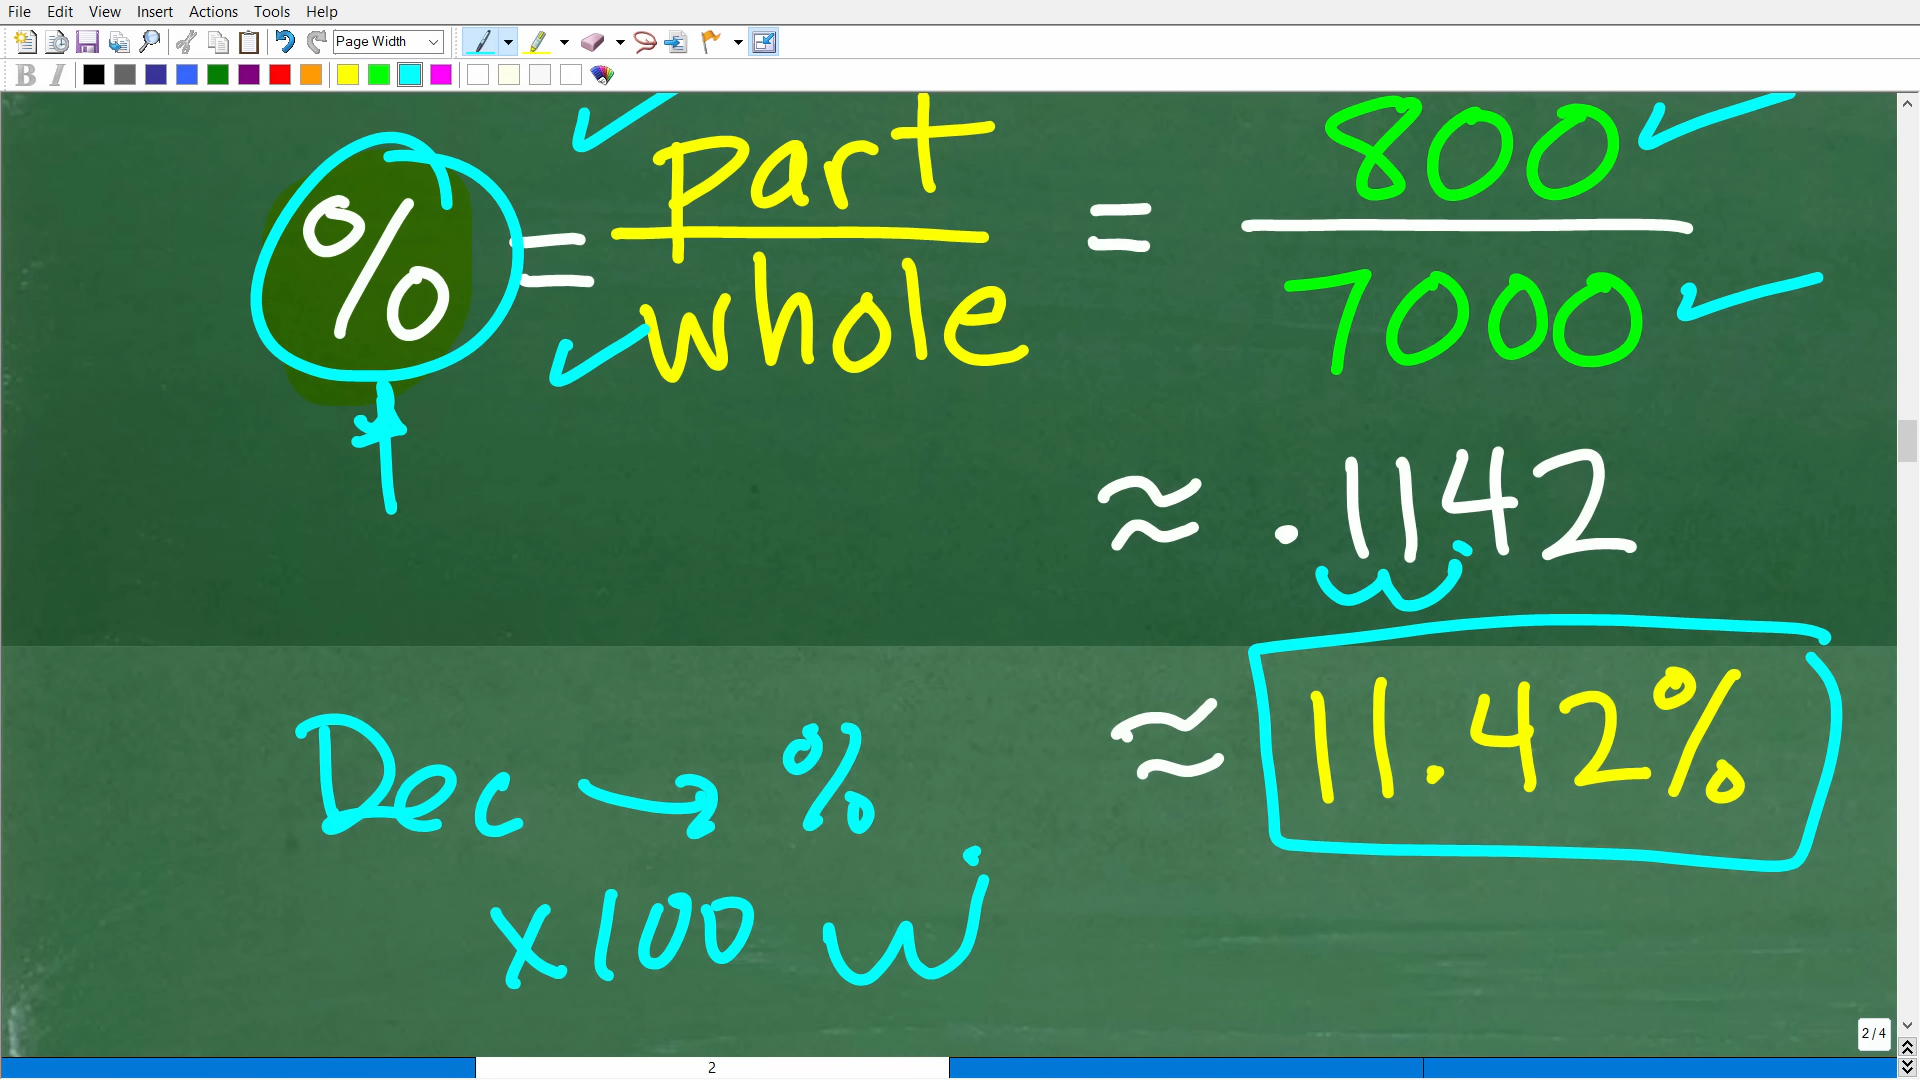 File Edit View Insert Actions Tools Help
Page Width
B I
% = part/whole = 800/7000
≈ .1142
≈ 11.42%
Dec → %
x100
2/4
2